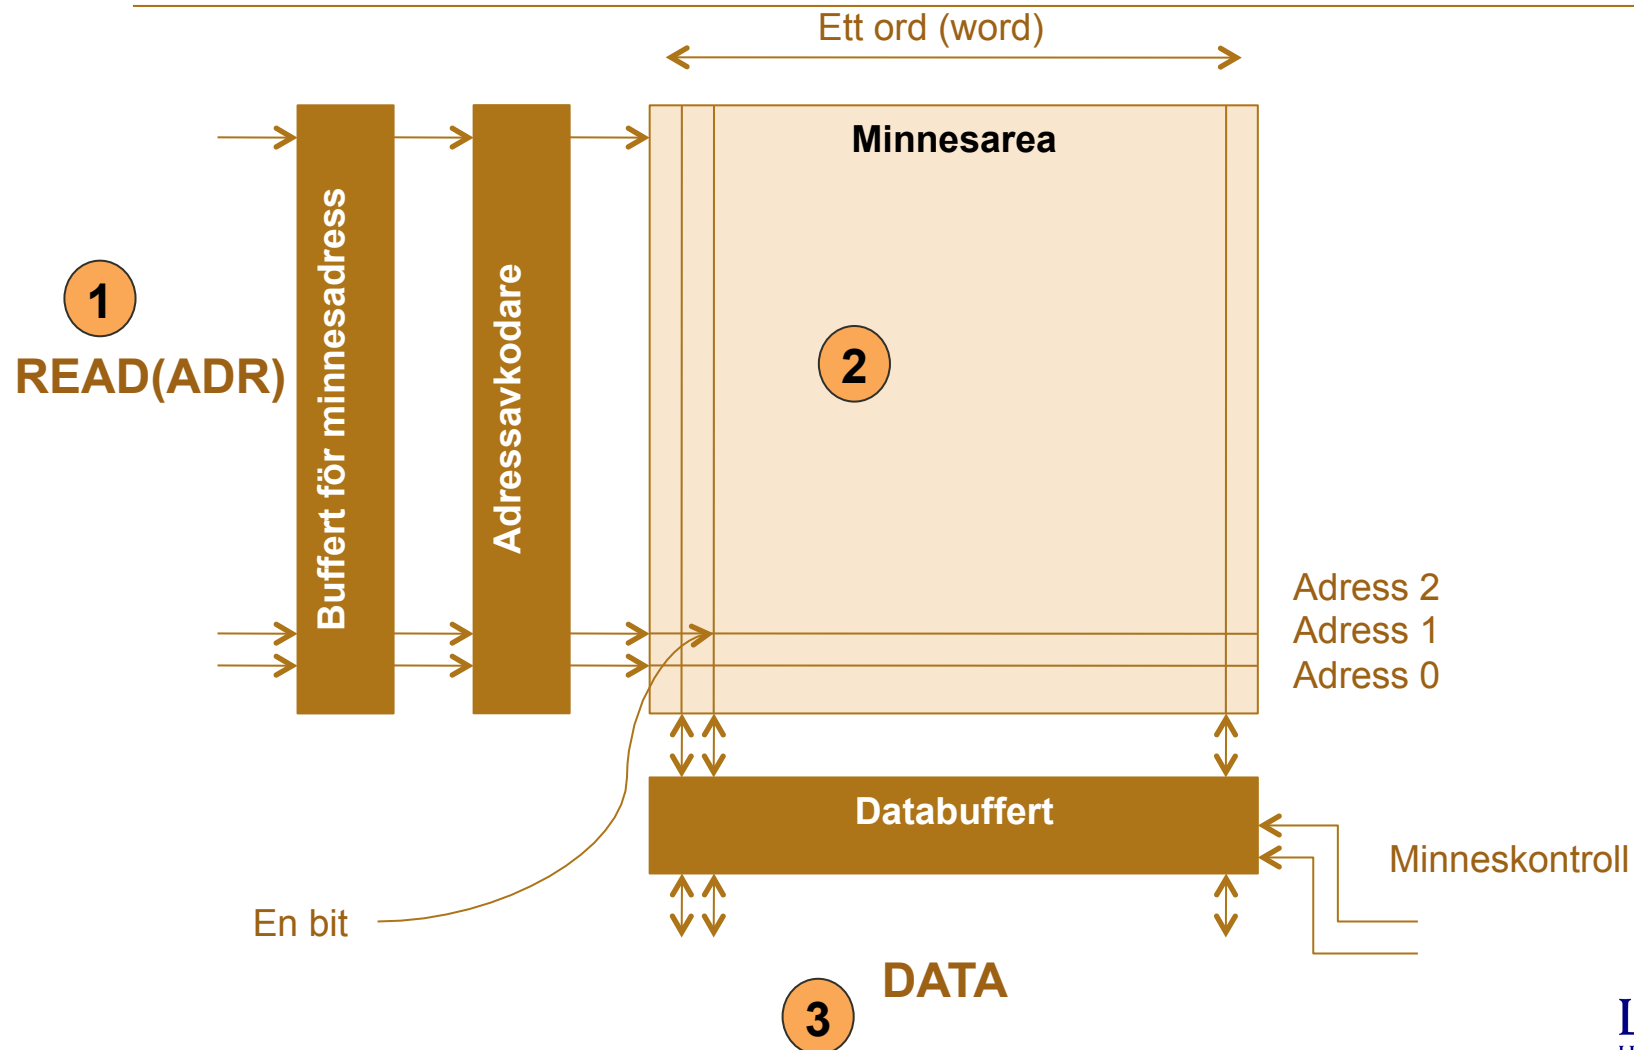 Ett ord (word)
Minnesarea
Buffert för minnesadress
Adressavkodare
1
READ(ADR)
2
Adress 2
Adress 1
Adress 0
Databuffert
Minneskontroll
En bit
DATA
3